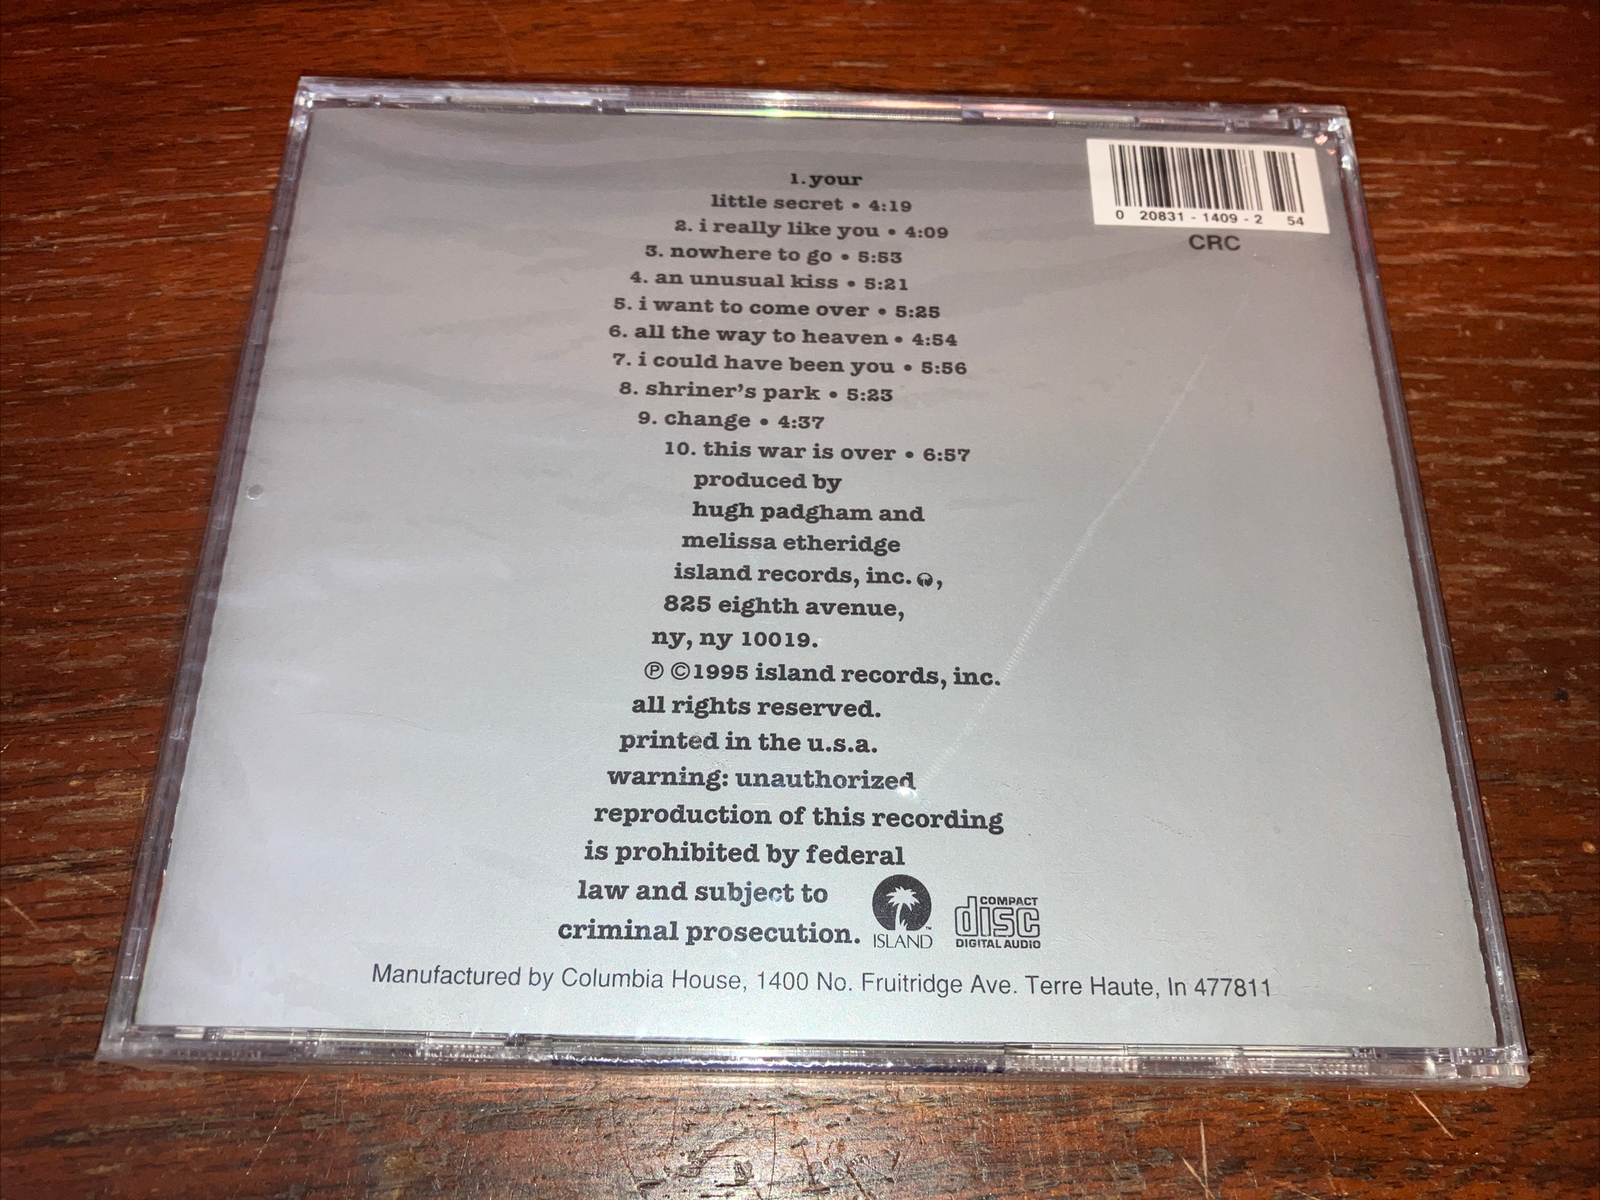 1. your
little secret • 4:19
2. i really like you • 4:09
3. nowhere to go • 5:53
4. an unusual kiss • 5:21
5. i want to come over • 5:25
6. all the way to heaven • 4:54
7. i could have been you • 5:56
8. shriner's park • 5:23
9. change • 4:37
10. this war is over • 6:57
produced by
hugh padgham and
melissa etheridge
island records, inc. ,
825 eighth avenue,
ny, ny 10019.
℗ ©1995 island records, inc.
all rights reserved.
printed in the u.s.a.
warning: unauthorized
reproduction of this recording
is prohibited by federal
law and subject to
criminal prosecution.
ISLAND™
COMPACT
disc
DIGITAL AUDIO
Manufactured by Columbia House, 1400 No. Fruitridge Ave. Terre Haute, In 477811
0 20831 - 1409 - 2 54
CRC